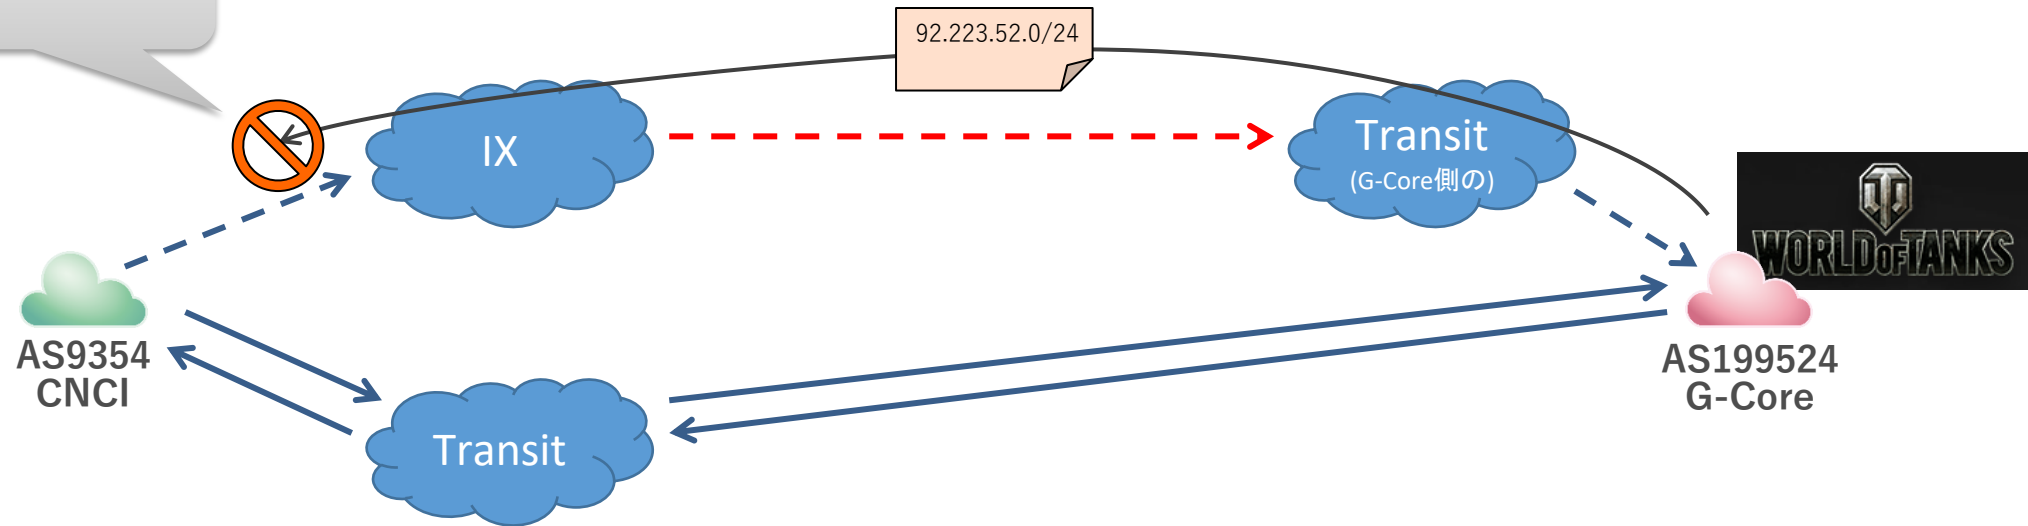 92.223.52.0/24
IX
Transit
(G-Core側の)
WORLD OF TANKS
AS9354
CNCI
AS199524
G-Core
Transit